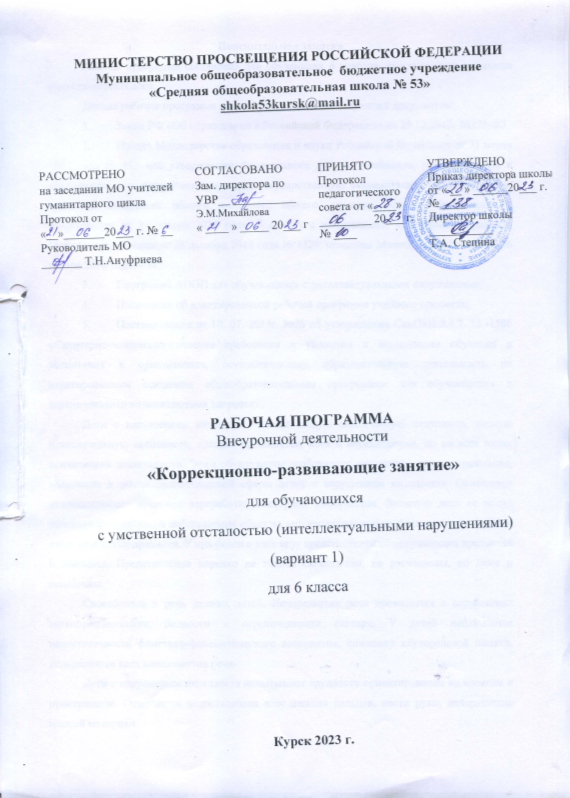 МИНИСТЕРСТВО ПРОСВЕЩЕНИЯ РОССИЙСКОЙ ФЕДЕРАЦИИ
Муниципальное общеобразовательное бюджетное учреждение
«Средняя общеобразовательная школа № 53»
shkola53kursk@mail.ru
РАССМОТРЕНО
на заседании МО учителей
гуманитарного цикла
Протокол от
«21» 06 2023 г. № 6
Руководитель МО
Т.Н.Ануфриева
СОГЛАСОВАНО
Зам. директора по
УВР
Э.М.Михайлова
« 21 » 06 2023 г
ПРИНЯТО
Протокол
педагогического
совета от « 28 »
06 2023 г.
№ 10
УТВЕРЖДЕНО
Приказ директора школы
от «28» 06 2023 г.
№ 138
Директор школы
Т.А. Степина
РАБОЧАЯ ПРОГРАММА
Внеурочной деятельности
«Коррекционно-развивающие занятие»
для обучающихся
с умственной отсталостью (интеллектуальными нарушениями)
(вариант 1)
для 6 класса
Курск 2023 г.